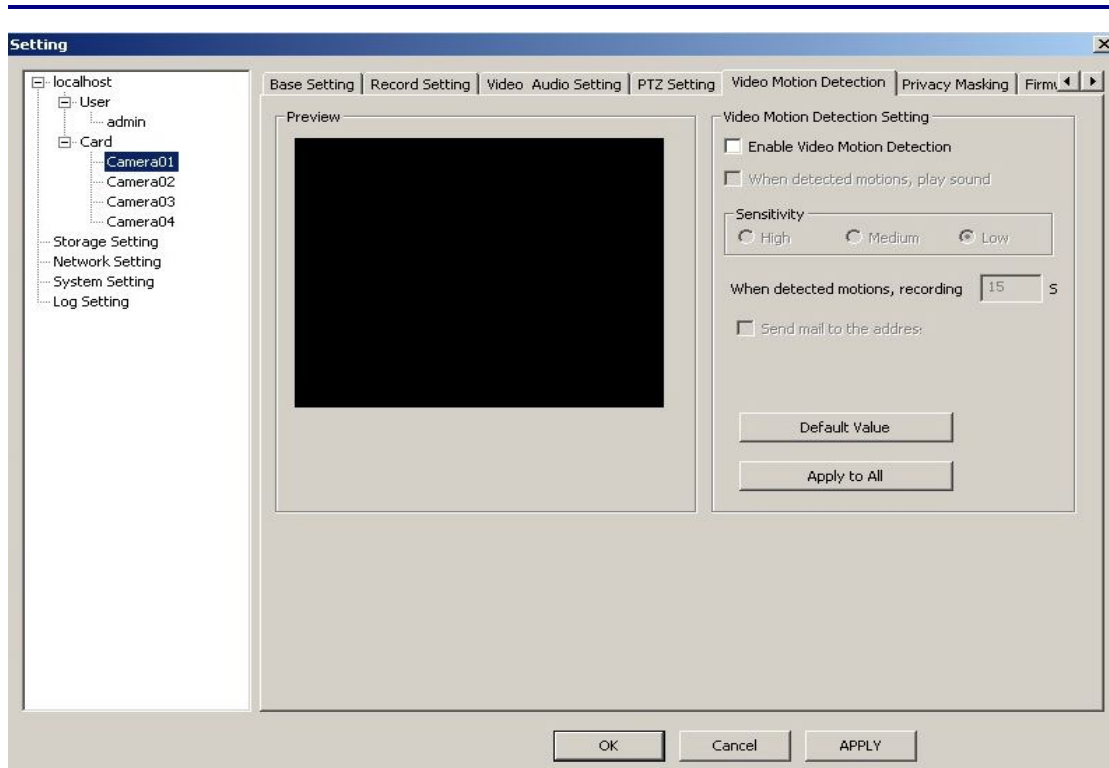 Setting
localhost
User
admin
Card
Camera01
Camera02
Camera03
Camera04
Storage Setting
Network Setting
System Setting
Log Setting
Base Setting Record Setting Video Audio Setting PTZ Setting Video Motion Detection Privacy Masking Firmw
Preview
Video Motion Detection Setting
Enable Video Motion Detection
When detected motions, play sound
Sensitivity
High Medium Low
When detected motions, recording 15 S
Send mail to the addres
Default Value
Apply to All
OK Cancel APPLY